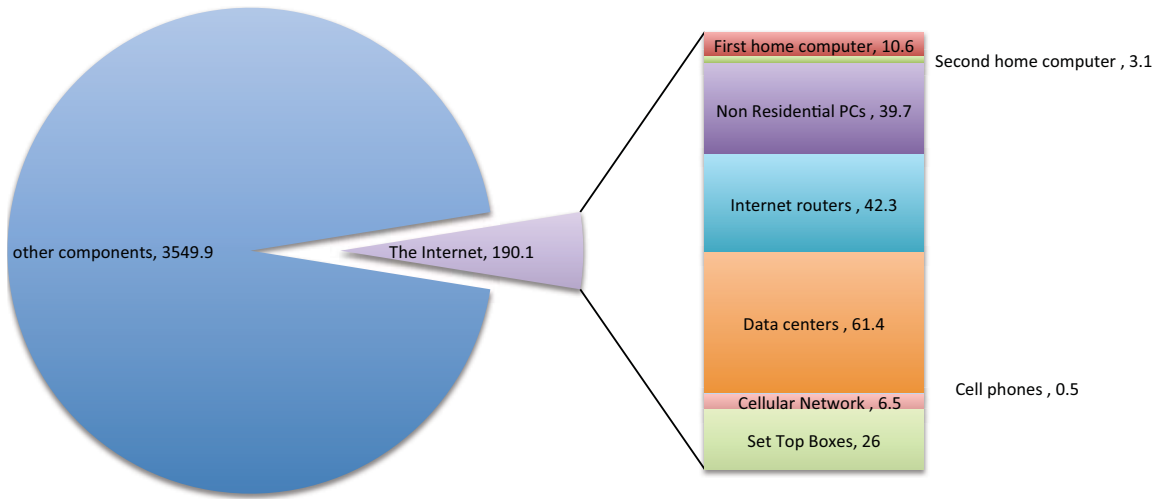 other components, 3549.9
The Internet, 190.1
First home computer, 10.6
Second home computer , 3.1
Non Residential PCs , 39.7
Internet routers , 42.3
Data centers , 61.4
Cell phones , 0.5
Cellular Network , 6.5
Set Top Boxes, 26